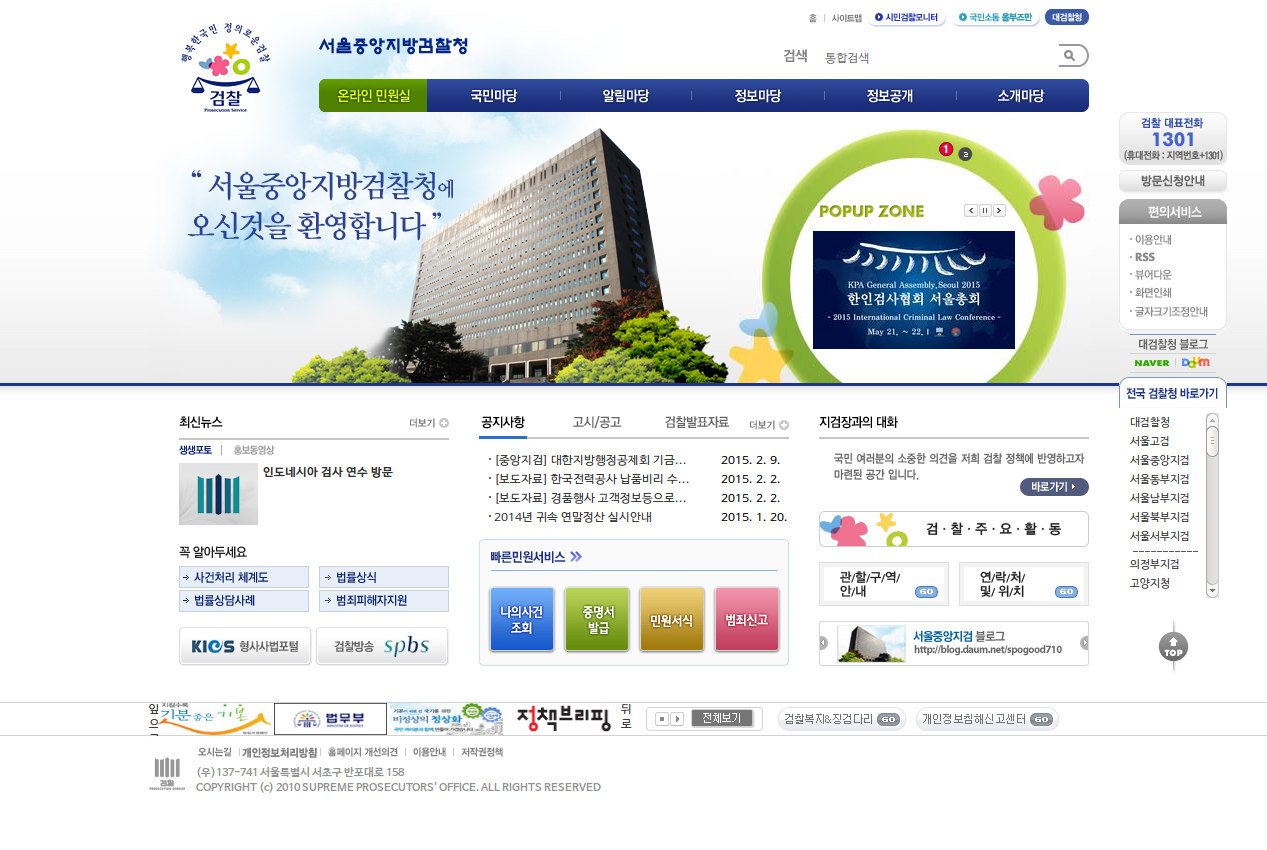 홈 사이트맵 시민검찰모니터 국민소통 옴부즈만 대검찰청
행복한국민 정의로운검찰
검찰
Prosecution Service
서울중앙지방검찰청
검색 통합검색
온라인 민원실 국민마당 알림마당 정보마당 정보공개 소개마당
“ 서울중앙지방검찰청에
오신것을 환영합니다 ”
1 2
POPUP ZONE
KPA General Assembly, Seoul 2015
한인검사협회 서울총회
- 2015 International Criminal Law Conference -
May 21. ~ 22.
검찰 대표전화
1301
(휴대전화 : 지역번호+1301)
방문신청안내
편의서비스
이용안내
RSS
뷰어다운
화면인쇄
글자크기조정안내
대검찰청 블로그
NAVER Daum
전국 검찰청 바로가기
대검찰청
서울고검
서울중앙지검
서울동부지검
서울남부지검
서울북부지검
서울서부지검
-----------
의정부지검
고양지청
TOP
최신뉴스 더보기
생생포토 홍보동영상
인도네시아 검사 연수 방문
꼭 알아두세요
사건처리 체계도 법률상식
법률상담사례 범죄피해자지원
KICS 형사사법포털 검찰방송 spbs
공지사항 고시/공고 검찰발표자료 더보기
[중앙지검] 대한지방행정공제회 기금... 2015. 2. 9.
[보도자료] 한국전력공사 납품비리 수... 2015. 2. 2.
[보도자료] 경품행사 고객정보등으로... 2015. 2. 2.
2014년 귀속 연말정산 실시안내 2015. 1. 20.
빠른민원서비스
나의사건 조회
증명서 발급
민원서식
범죄신고
지검장과의 대화
국민 여러분의 소중한 의견을 저희 검찰 정책에 반영하고자
마련된 공간 입니다.
바로가기
검·찰·주·요·활·동
관/할/구/역/
안/내 GO
연/락/처/
및/ 위/치 GO
서울중앙지검 블로그
http://blog.daum.net/spogood710
앞으
기분좋은 기본
법무부
비정상의 정상화
정책브리핑
뒤로
전체보기
검찰복지&징검다리 GO
개인정보침해신고센터 GO
오시는길 개인정보처리방침 홈페이지 개선의견 이용안내 저작권정책
검찰
PROSECUTION SERVICE
(우)137-741 서울특별시 서초구 반포대로 158
COPYRIGHT (c) 2010 SUPREME PROSECUTORS' OFFICE. ALL RIGHTS RESERVED